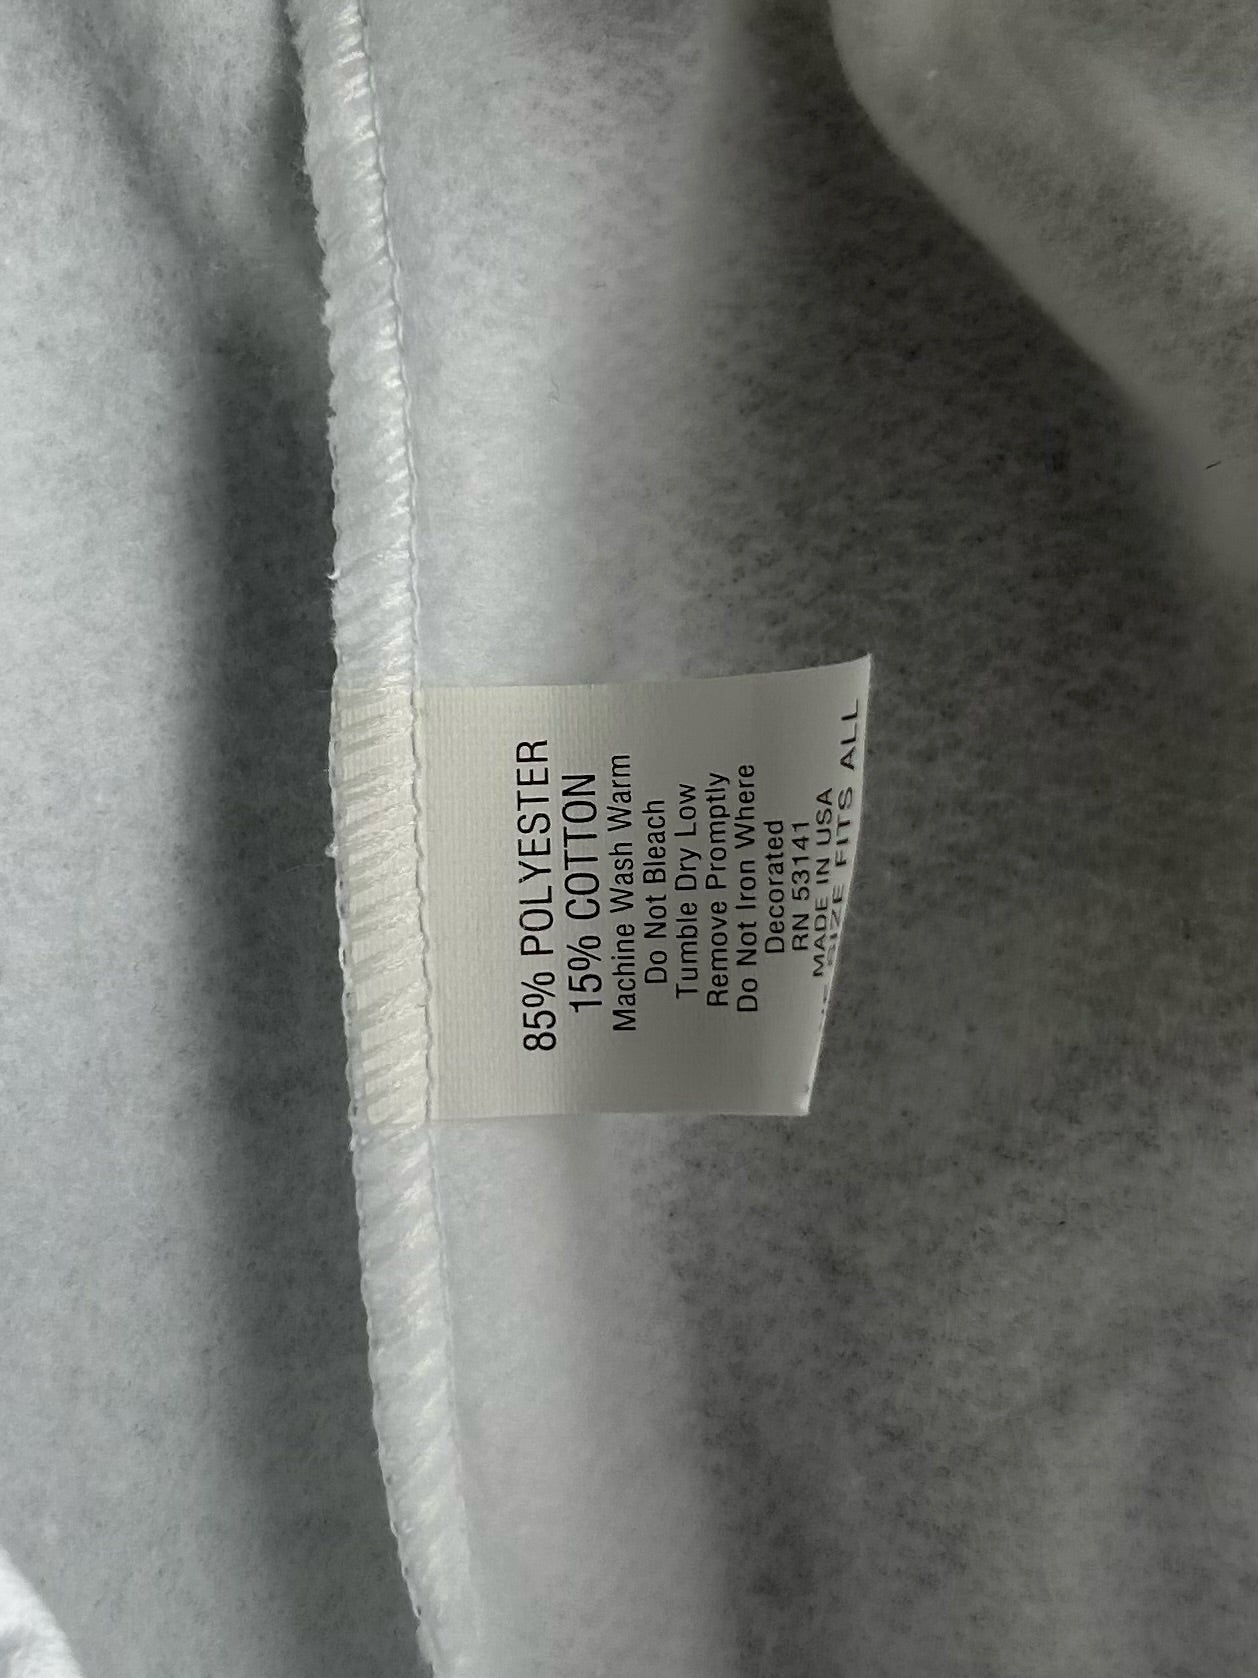 85% POLYESTER
15% COTTON
Machine Wash Warm
Do Not Bleach
Tumble Dry Low
Remove Promptly
Do Not Iron Where
Decorated
RN 53141
MADE IN USA
SIZE FITS ALL